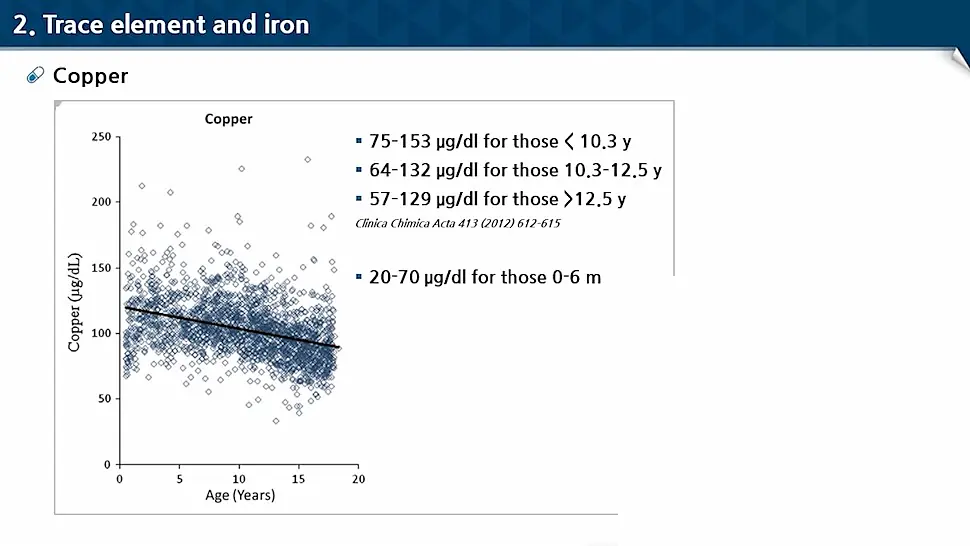 2. Trace element and iron
Copper
Copper
250
200
150
100
50
0
Copper (µg/dL)
0 5 10 15 20
Age (Years)
75-153 µg/dl for those < 10.3 y
64-132 µg/dl for those 10.3-12.5 y
57-129 µg/dl for those >12.5 y
Clinica Chimica Acta 413 (2012) 612-615
20-70 µg/dl for those 0-6 m